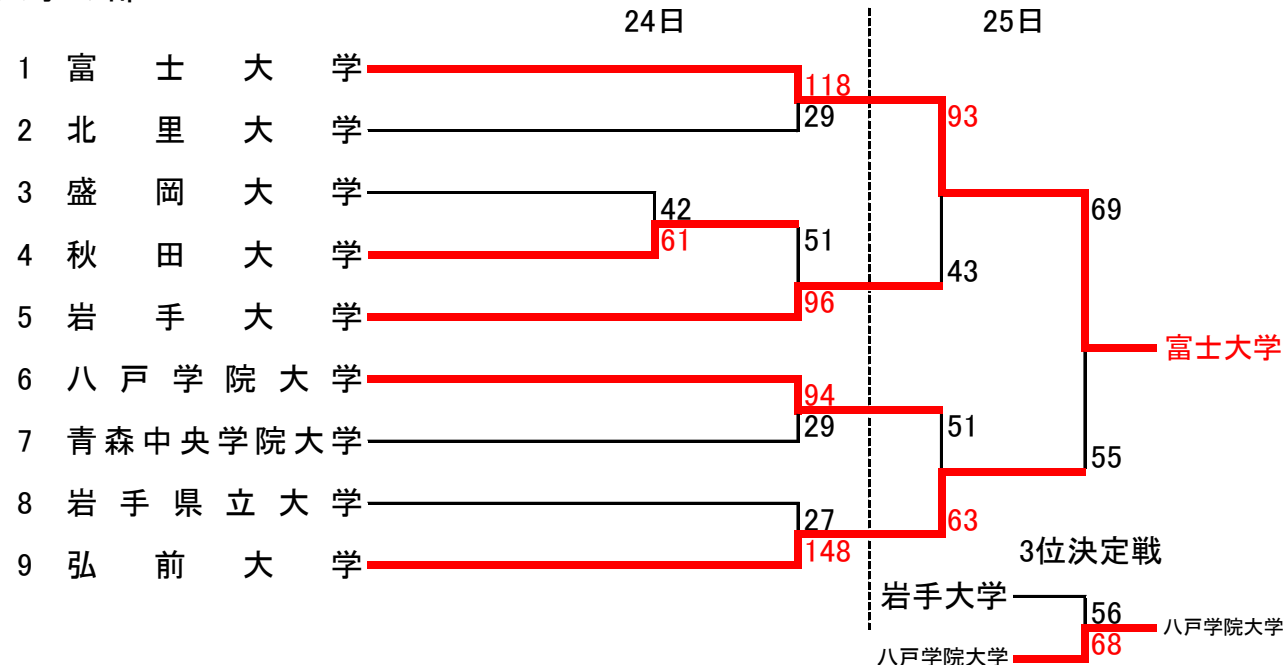 24日 25日
1 富士大学
118
2 北里大学
29
93
3 盛岡大学
42
69
4 秋田大学
61
51
43
5 岩手大学
96
富士大学
6 八戸学院大学
94
7 青森中央学院大学
29
51
55
8 岩手県立大学
27
63
9 弘前大学
148
3位決定戦
岩手大学
56
八戸学院大学
68
八戸学院大学